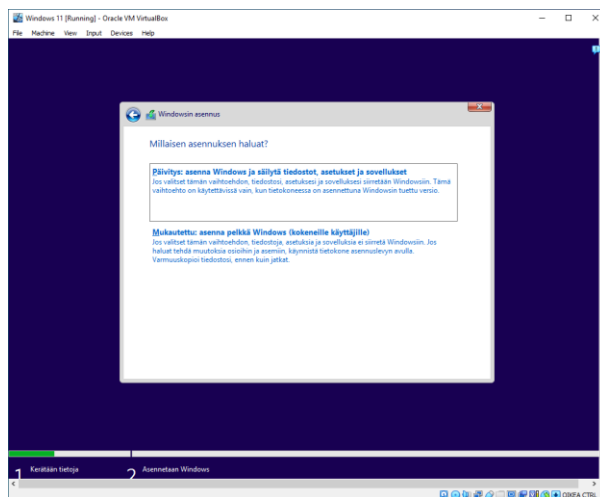 Windows 11 [Running] - Oracle VM VirtualBox
File Machine View Input Devices Help
Windowsin asennus
Millaisen asennuksen haluat?
Päivitys: asenna Windows ja säilytä tiedostot, asetukset ja sovellukset
Jos valitset tämän vaihtoehdon, tiedostosi, asetuksesi ja sovelluksesi siirretään Windowsiin. Tämä
vaihtoehto on käytettävissä vain, kun tietokoneessa on asennettuna Windowsin tuettu versio.
Mukautettu: asenna pelkkä Windows (kokeneille käyttäjille)
Jos valitset tämän vaihtoehdon, tiedostoja, asetuksia ja sovelluksia ei siirretä Windowsiin. Jos
haluat tehdä muutoksia osioihin ja asemiin, käynnistä tietokone asennuslevyn avulla.
Varmuuskopioi tiedostosi, ennen kuin jatkat.
1 Kerätään tietoja 2 Asennetaan Windows
OIKEA CTRL